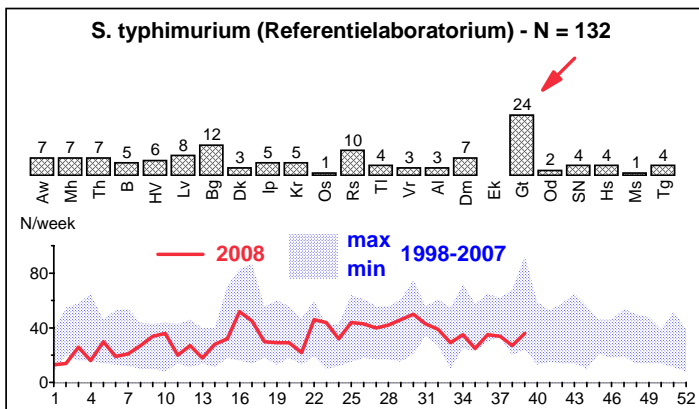 S. typhimurium (Referentielaboratorium) - N = 132
7 7 7 5 6 8 12 3 5 5 1 10 4 3 3 7 24 2 4 4 1 4
Aw Mh Th B HV Lv Bg Dk Ip Kr Os Rs Tl Vr Al Dm Ek Gt Od SN Hs Ms Tg
N/week
2008
max
min
1998-2007
80
40
0
1 4 7 10 13 16 19 22 25 28 31 34 37 40 43 46 49 52